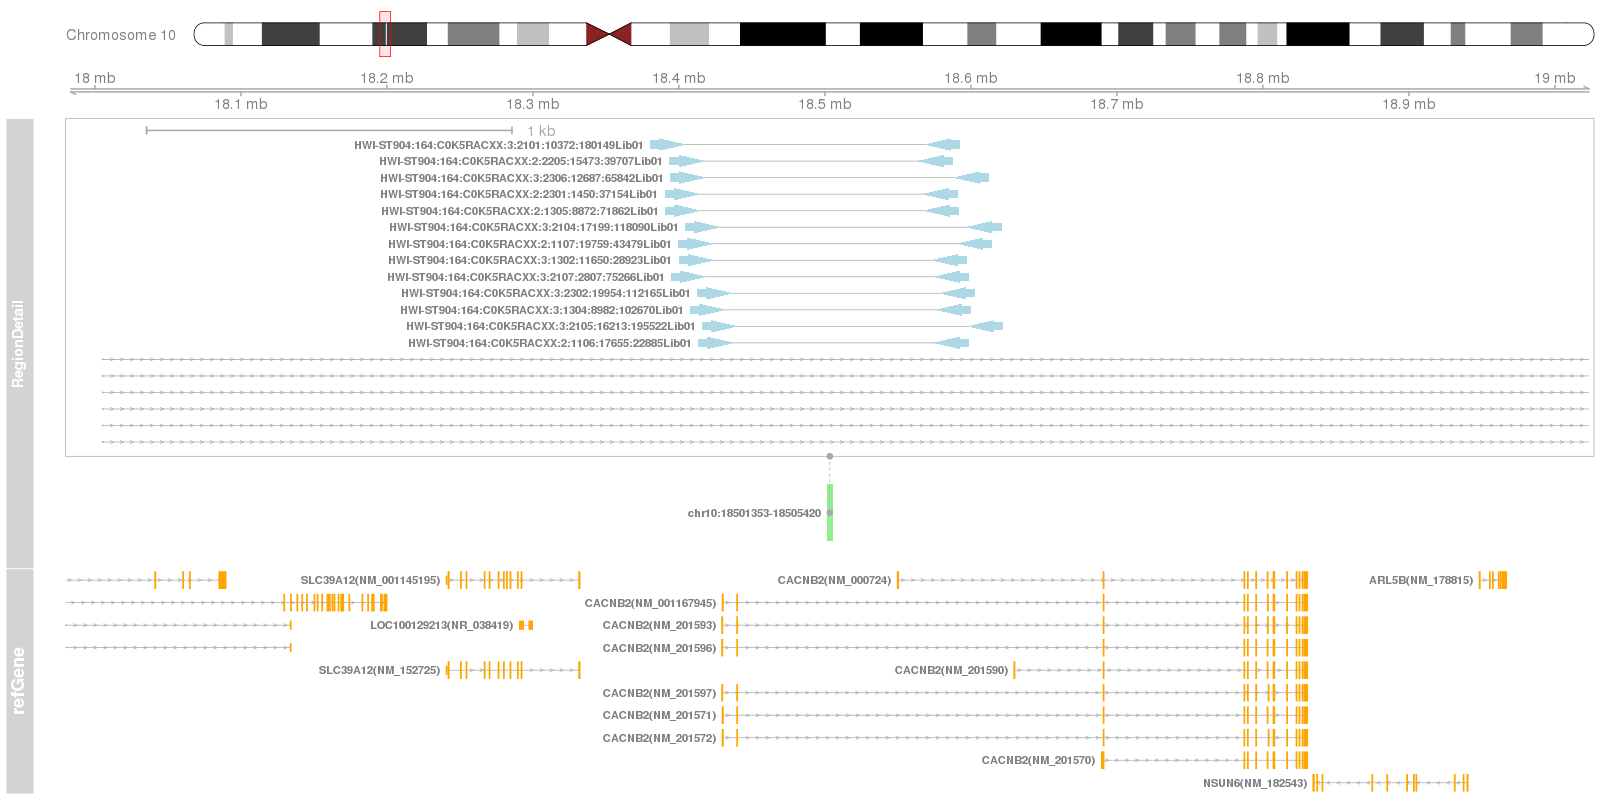 Chromosome 10
18 mb 18.2 mb 18.4 mb 18.6 mb 18.8 mb 19 mb
18.1 mb 18.3 mb 18.5 mb 18.7 mb 18.9 mb
RegionDetail
1 kb
HWI-ST904:164:C0K5RACXX:3:2101:10372:180149Lib01
HWI-ST904:164:C0K5RACXX:2:2205:15473:39707Lib01
HWI-ST904:164:C0K5RACXX:3:2306:12687:65842Lib01
HWI-ST904:164:C0K5RACXX:2:2301:1450:37154Lib01
HWI-ST904:164:C0K5RACXX:2:1305:8872:71862Lib01
HWI-ST904:164:C0K5RACXX:3:2104:17199:118090Lib01
HWI-ST904:164:C0K5RACXX:2:1107:19759:43479Lib01
HWI-ST904:164:C0K5RACXX:3:1302:11650:28923Lib01
HWI-ST904:164:C0K5RACXX:3:2107:2807:75266Lib01
HWI-ST904:164:C0K5RACXX:3:2302:19954:112165Lib01
HWI-ST904:164:C0K5RACXX:3:1304:8982:102670Lib01
HWI-ST904:164:C0K5RACXX:3:2105:16213:195522Lib01
HWI-ST904:164:C0K5RACXX:2:1106:17655:22885Lib01
chr10:18501353-18505420
refGene
SLC39A12(NM_001145195) CACNB2(NM_000724) ARL5B(NM_178815)
CACNB2(NM_001167945)
LOC100129213(NR_038419) CACNB2(NM_201593)
CACNB2(NM_201596)
SLC39A12(NM_152725) CACNB2(NM_201590)
CACNB2(NM_201597)
CACNB2(NM_201571)
CACNB2(NM_201572)
CACNB2(NM_201570)
NSUN6(NM_182543)